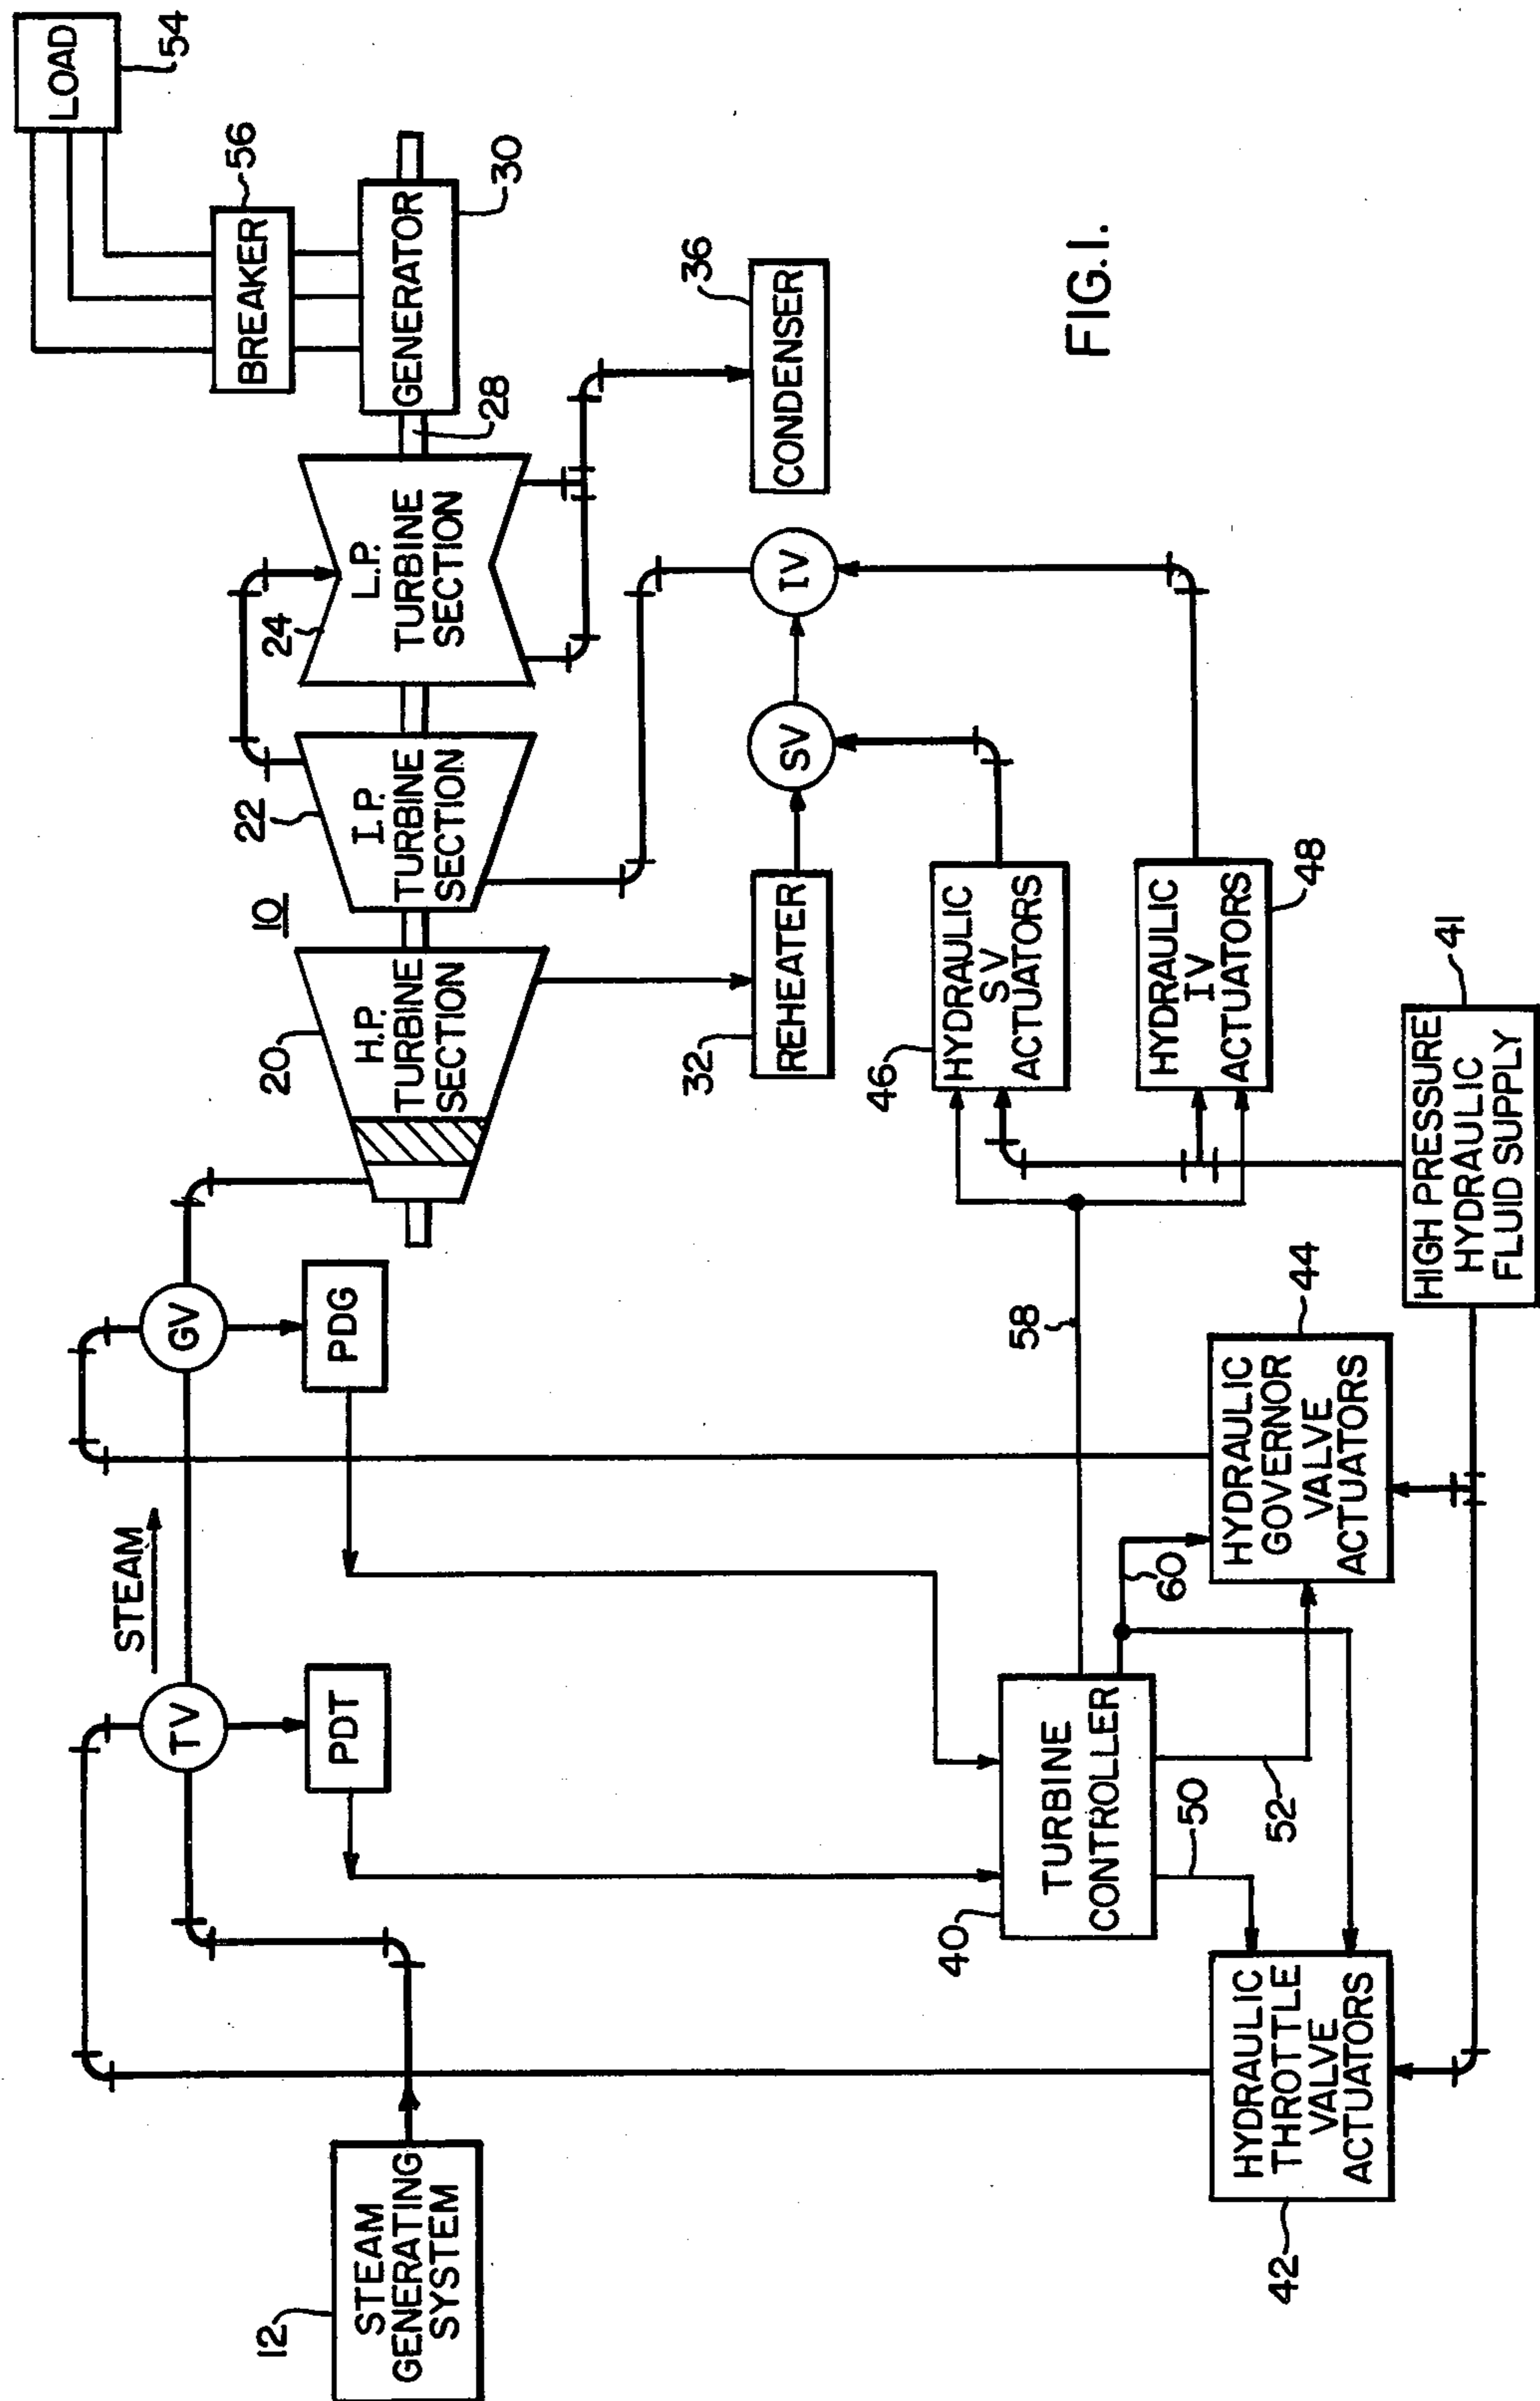 LOAD
54
BREAKER
56
GENERATOR
30
28
L.P.
TURBINE
SECTION
24
I.P.
TURBINE
SECTION
22
10
H.P.
TURBINE
SECTION
20
GV
PDG
STEAM
TV
PDT
STEAM
GENERATING
SYSTEM
12
CONDENSER
36
IV
SV
REHEATER
32
HYDRAULIC
SV
ACTUATORS
46
HYDRAULIC
IV
ACTUATORS
48
HIGH PRESSURE
HYDRAULIC
FLUID SUPPLY
41
58
60
HYDRAULIC
GOVERNOR
VALVE
ACTUATORS
44
TURBINE
CONTROLLER
40
50
52
HYDRAULIC
THROTTLE
VALVE
ACTUATORS
42
FIG.1.